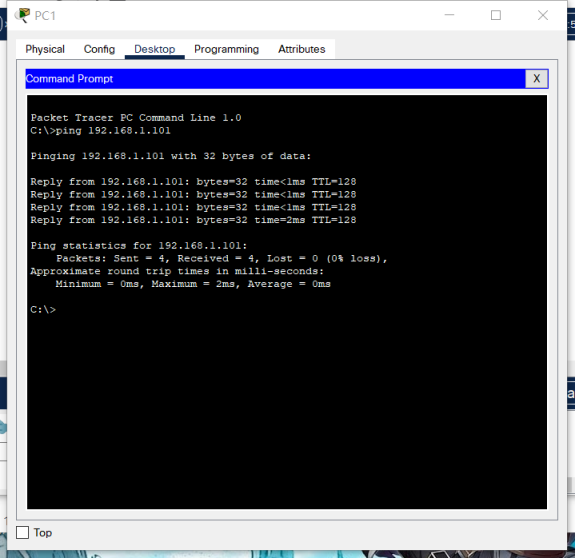 PC1
Physical Config Desktop Programming Attributes
Command Prompt X
Packet Tracer PC Command Line 1.0
C:\>ping 192.168.1.101
Pinging 192.168.1.101 with 32 bytes of data:
Reply from 192.168.1.101: bytes=32 time<1ms TTL=128
Reply from 192.168.1.101: bytes=32 time<1ms TTL=128
Reply from 192.168.1.101: bytes=32 time<1ms TTL=128
Reply from 192.168.1.101: bytes=32 time=2ms TTL=128
Ping statistics for 192.168.1.101:
Packets: Sent = 4, Received = 4, Lost = 0 (0% loss),
Approximate round trip times in milli-seconds:
Minimum = 0ms, Maximum = 2ms, Average = 0ms
C:\>
Top